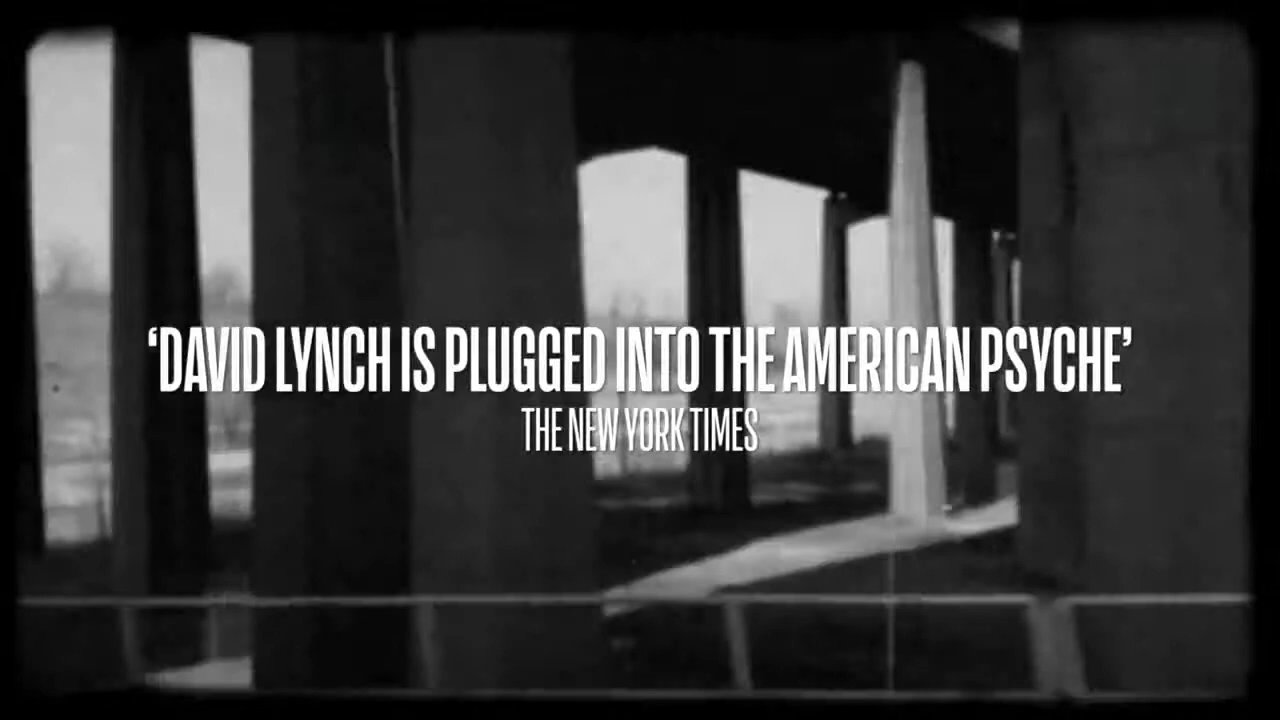 ‘DAVID LYNCH IS PLUGGED INTO THE AMERICAN PSYCHE’
THE NEW YORK TIMES